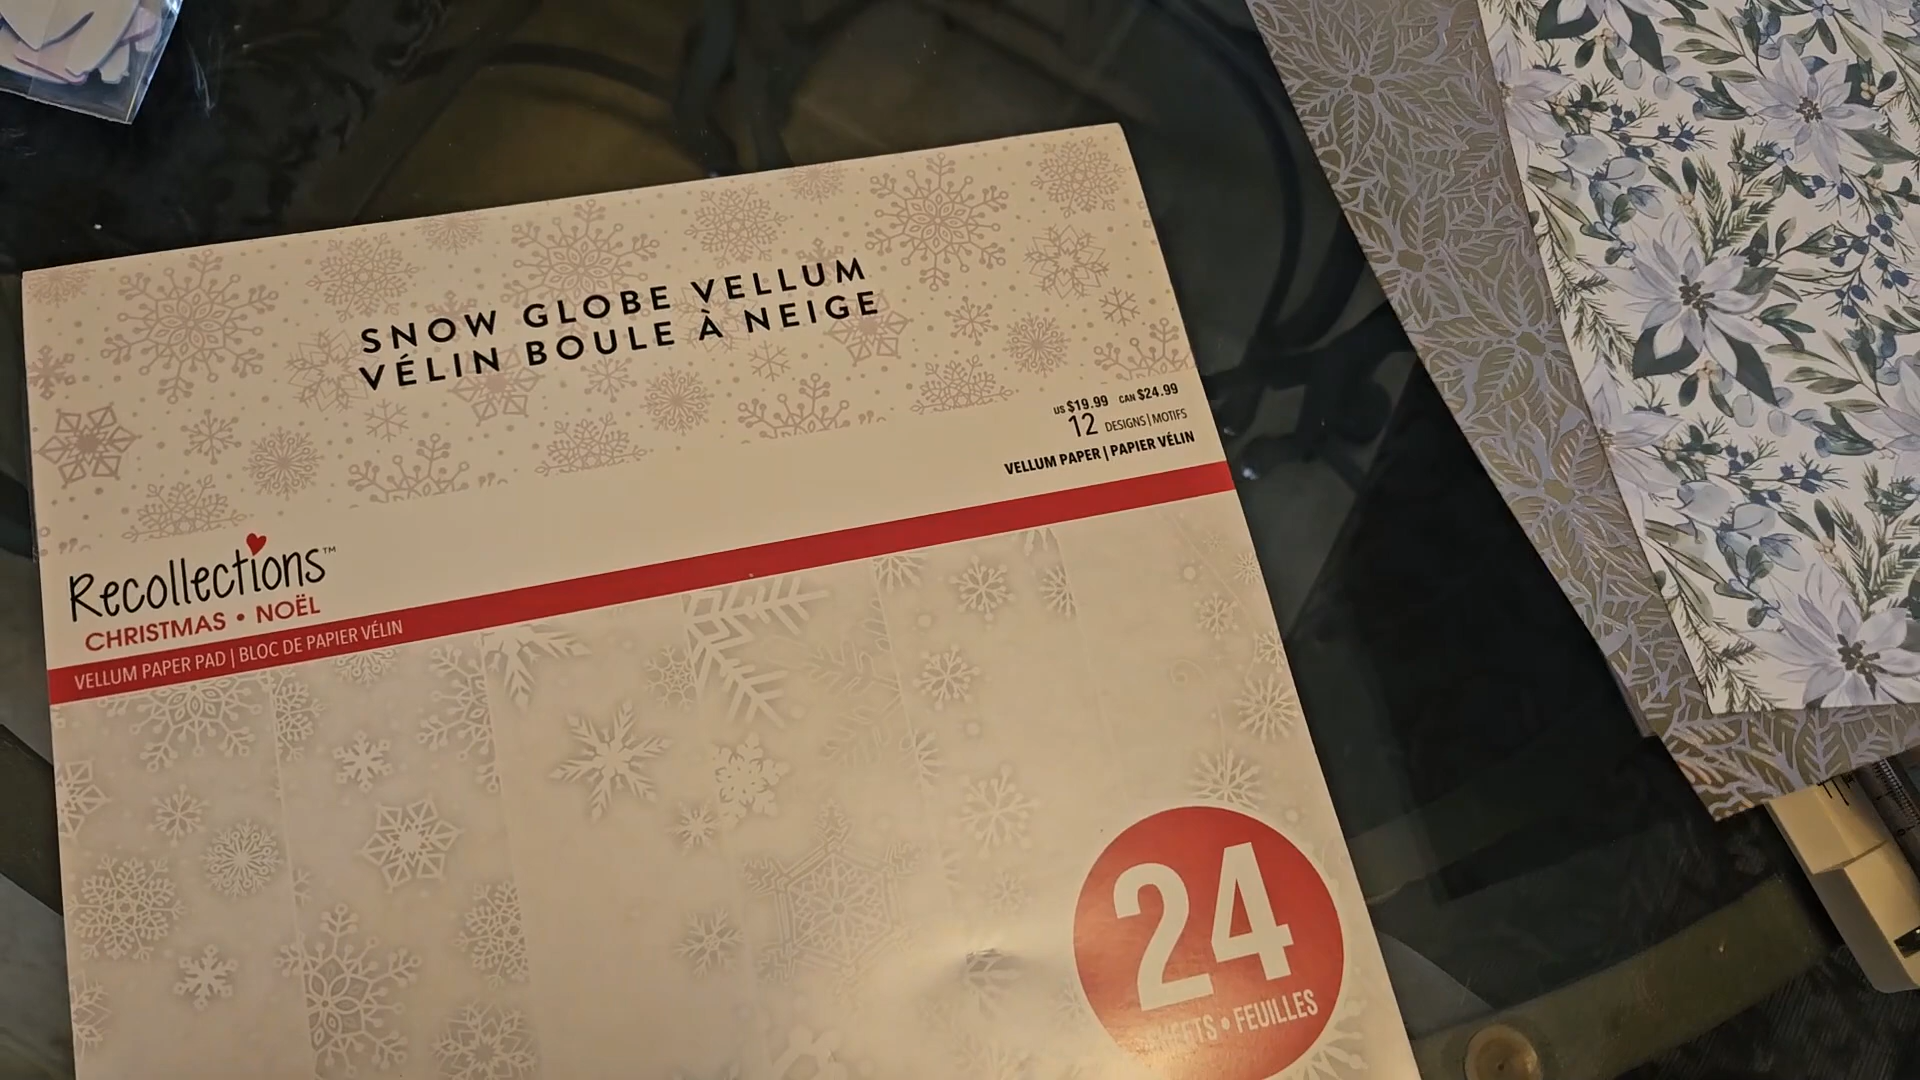 SNOW GLOBE VELLUM
VÉLIN BOULE À NEIGE
US $19.99 CAN $24.99
12 DESIGNS | MOTIFS
VELLUM PAPER | PAPIER VÉLIN
Recollections™
CHRISTMAS • NOËL
VELLUM PAPER PAD | BLOC DE PAPIER VÉLIN
24
• FEUILLES